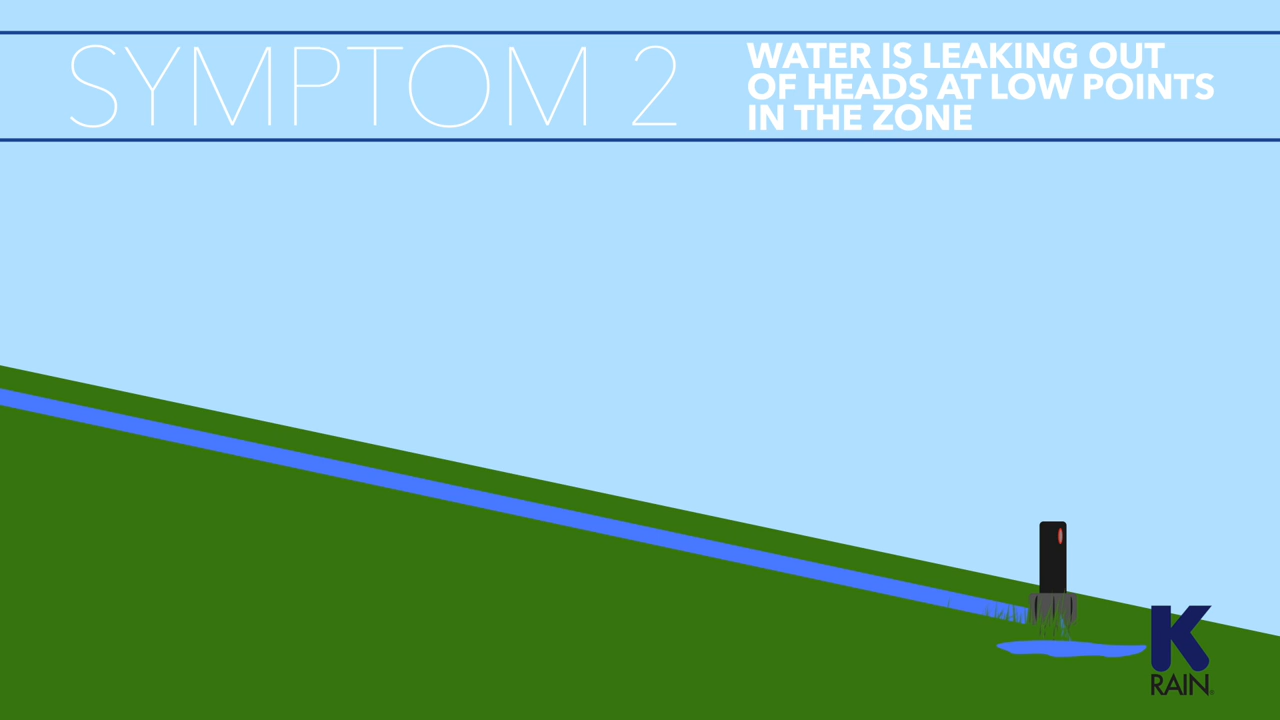 SYMPTOM 2
WATER IS LEAKING OUT
OF HEADS AT LOW POINTS
IN THE ZONE
K
RAIN®